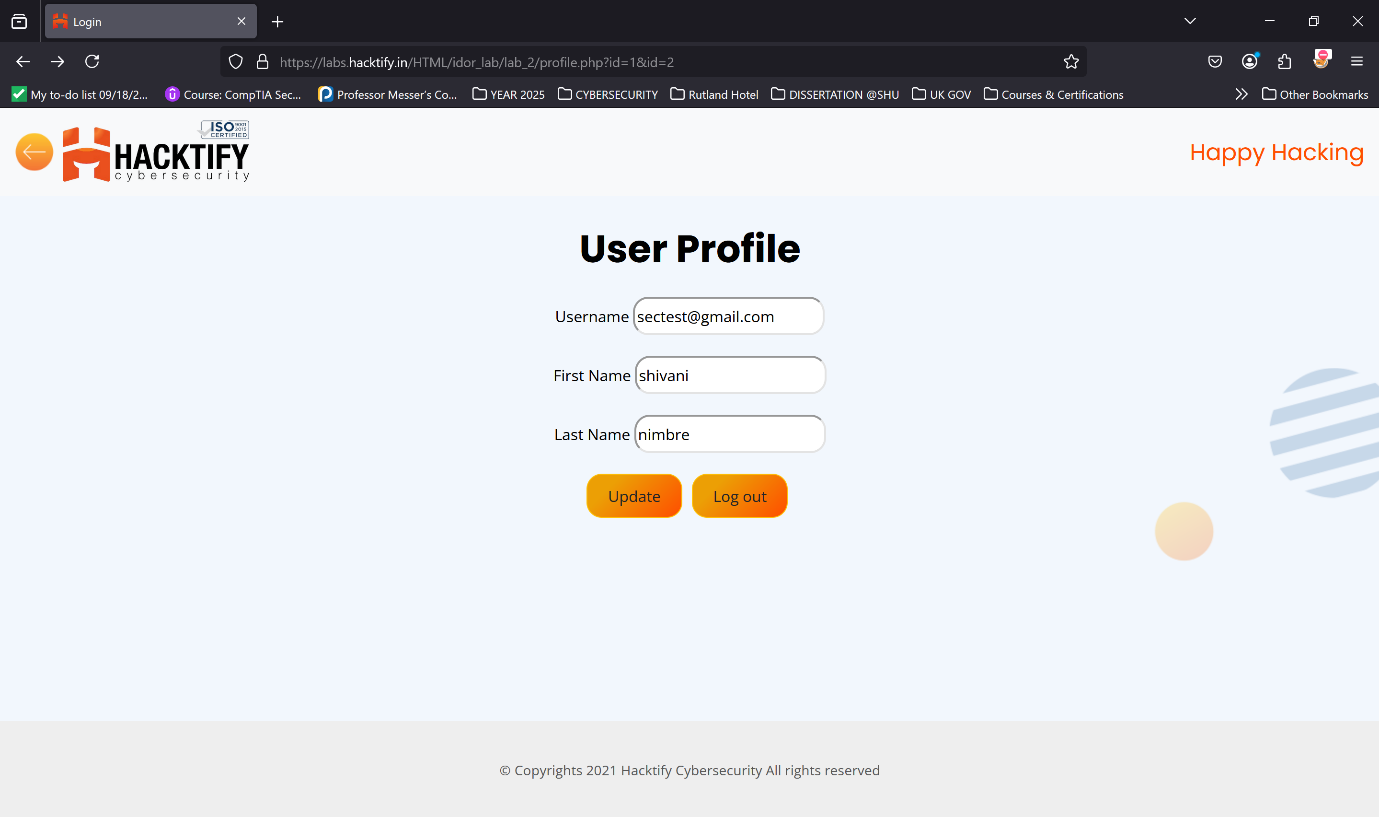 Login
https://labs.hacktify.in/HTML/idor_lab/lab_2/profile.php?id=1&id=2
My to-do list 09/18/2... Course: CompTIA Sec... Professor Messer's Co... YEAR 2025 CYBERSECURITY Rutland Hotel DISSERTATION @SHU UK GOV Courses & Certifications Other Bookmarks
ISO 9001 2015
CERTIFIED
HACKTIFY
cybersecurity
Happy Hacking
User Profile
Username sectest@gmail.com
First Name shivani
Last Name nimbre
Update Log out
© Copyrights 2021 Hacktify Cybersecurity All rights reserved